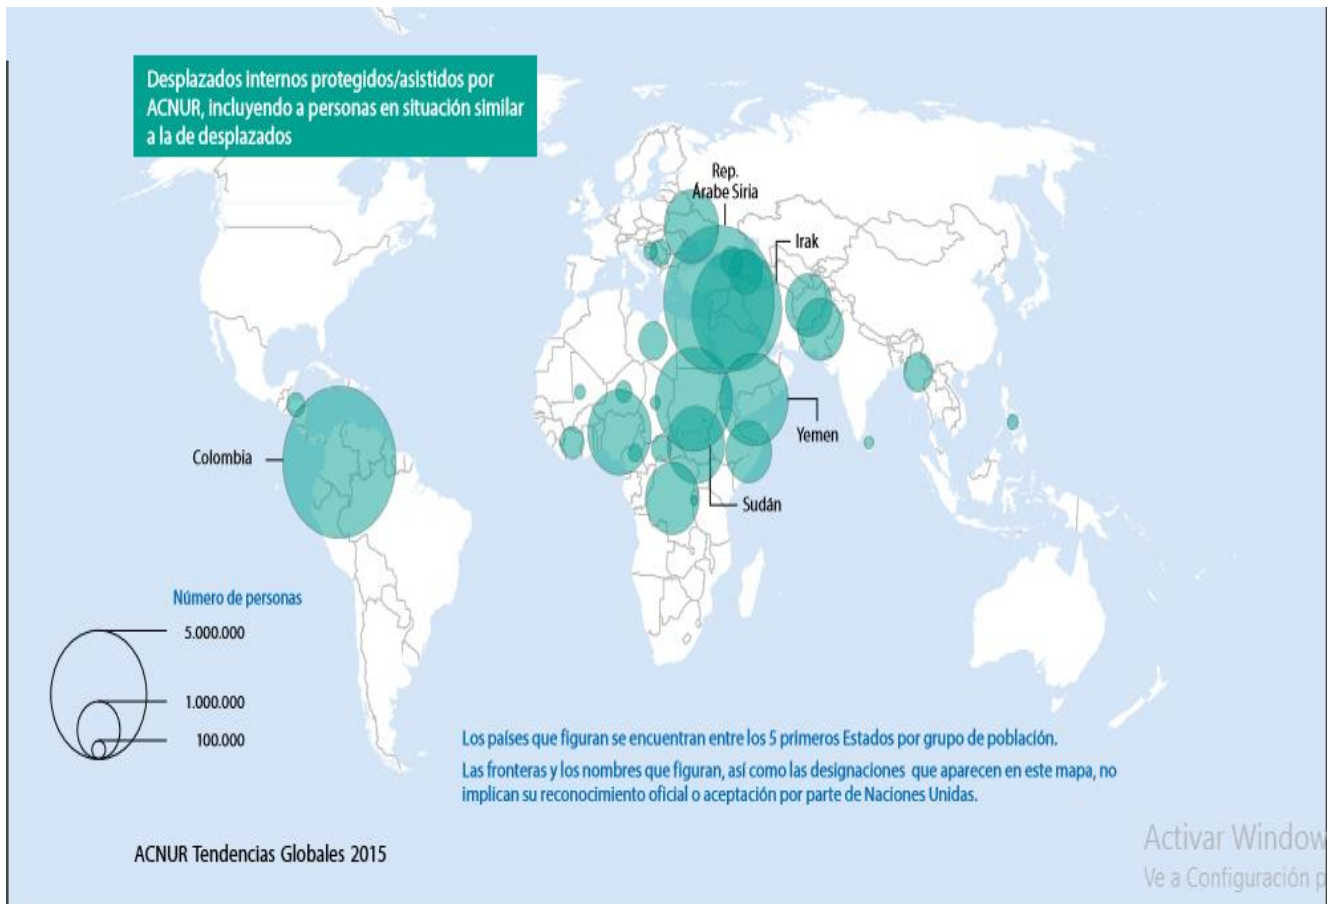 Desplazados internos protegidos/asistidos por
ACNUR, incluyendo a personas en situación similar
a la de desplazados
Rep.
Árabe Siria
Irak
Yemen
Colombia
Sudán
Número de personas
5.000.000
1.000.000
100.000
Los países que figuran se encuentran entre los 5 primeros Estados por grupo de población.
Las fronteras y los nombres que figuran, así como las designaciones que aparecen en este mapa, no
implican su reconocimiento oficial o aceptación por parte de Naciones Unidas.
ACNUR Tendencias Globales 2015
Activar Window
Ve a Configuración p